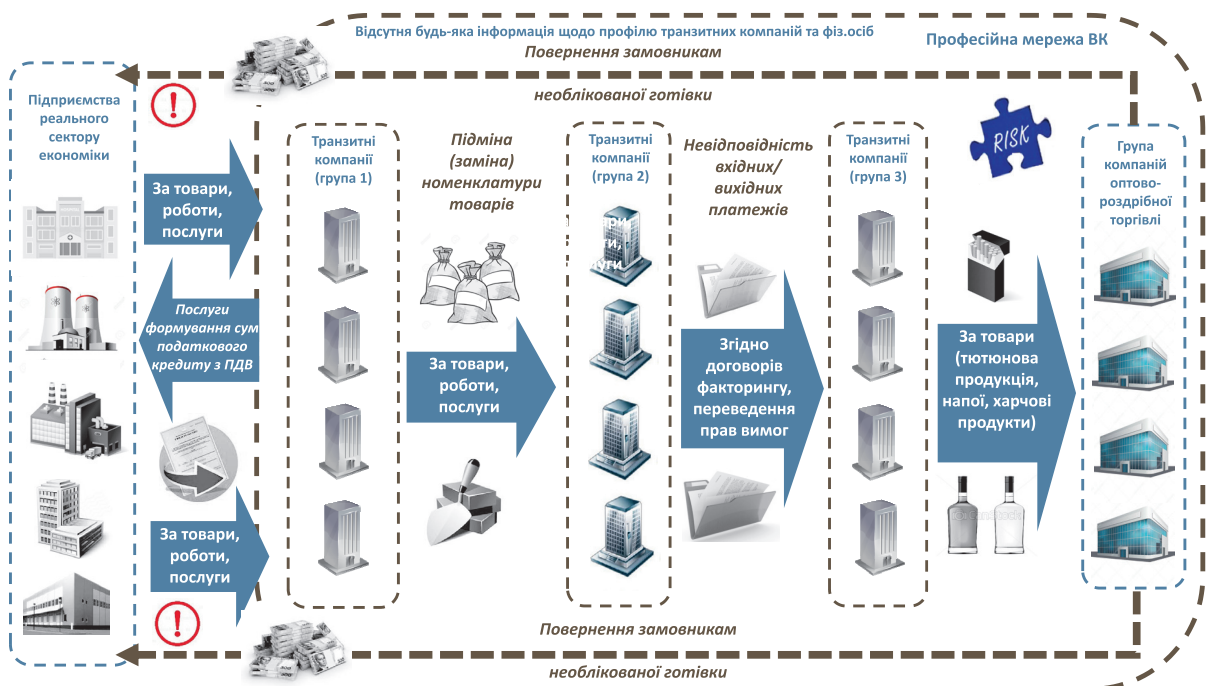 Відсутня будь-яка інформація щодо профілю транзитних компаній та фіз.осіб
Професійна мережа ВК
Повернення замовникам
необлікованої готівки
Підприємства
реального
сектору
економіки
За товари,
роботи,
послуги
Послуги
формування сум
податкового
кредиту з ПДВ
За товари,
роботи,
послуги
Транзитні
компанії
(група 1)
Підміна
(заміна)
номенклатури
товарів
За товари,
роботи,
послуги
Транзитні
компанії
(група 2)
Невідповідність
вхідних/
вихідних
платежів
Згідно
договорів
факторингу,
переведення
прав вимог
Транзитні
компанії
(група 3)
RISK
За товари
(тютюнова
продукція,
напої, харчові
продукти)
Група
компаній
оптово-
роздрібної
торгівлі
Повернення замовникам
необлікованої готівки